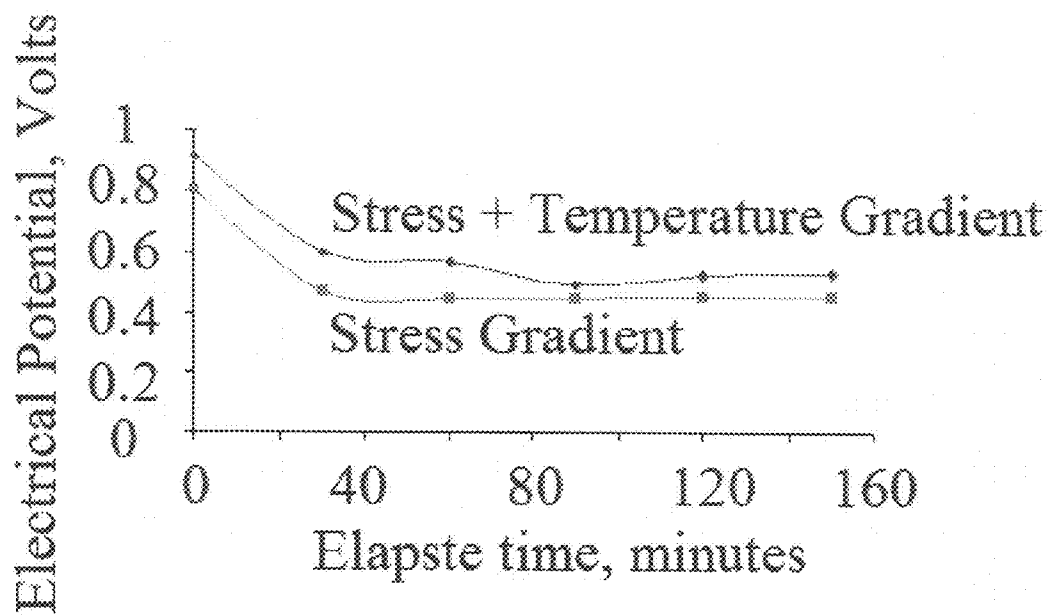 Electrical Potential, Volts
1
0.8
0.6
0.4
0.2
0
Stress + Temperature Gradient
Stress Gradient
0 40 80 120 160
Elapste time, minutes